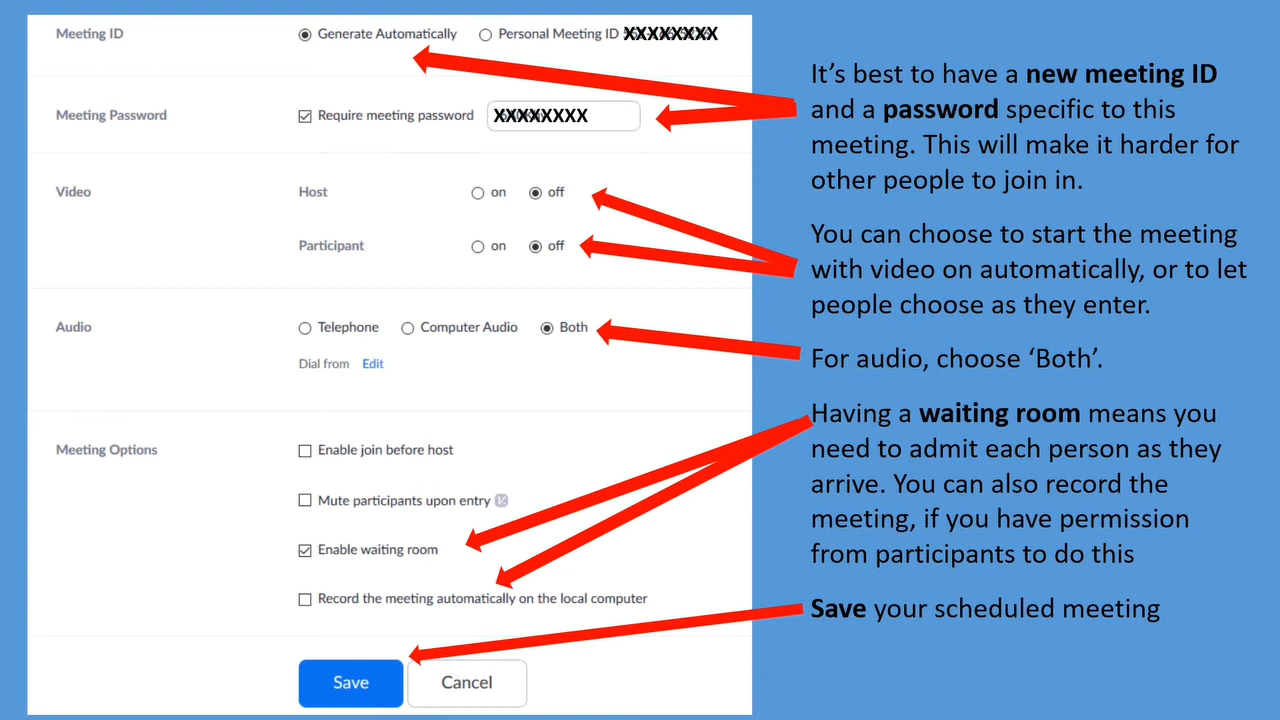 Meeting ID
Generate Automatically Personal Meeting ID XXXXXXXX
Meeting Password
Require meeting password XXXXXXXX
Video
Host on off
Participant on off
Audio
Telephone Computer Audio Both
Dial from Edit
Meeting Options
Enable join before host
Mute participants upon entry
Enable waiting room
Record the meeting automatically on the local computer
Save Cancel
It’s best to have a new meeting ID
and a password specific to this
meeting. This will make it harder for
other people to join in.
You can choose to start the meeting
with video on automatically, or to let
people choose as they enter.
For audio, choose ‘Both’.
Having a waiting room means you
need to admit each person as they
arrive. You can also record the
meeting, if you have permission
from participants to do this
Save your scheduled meeting